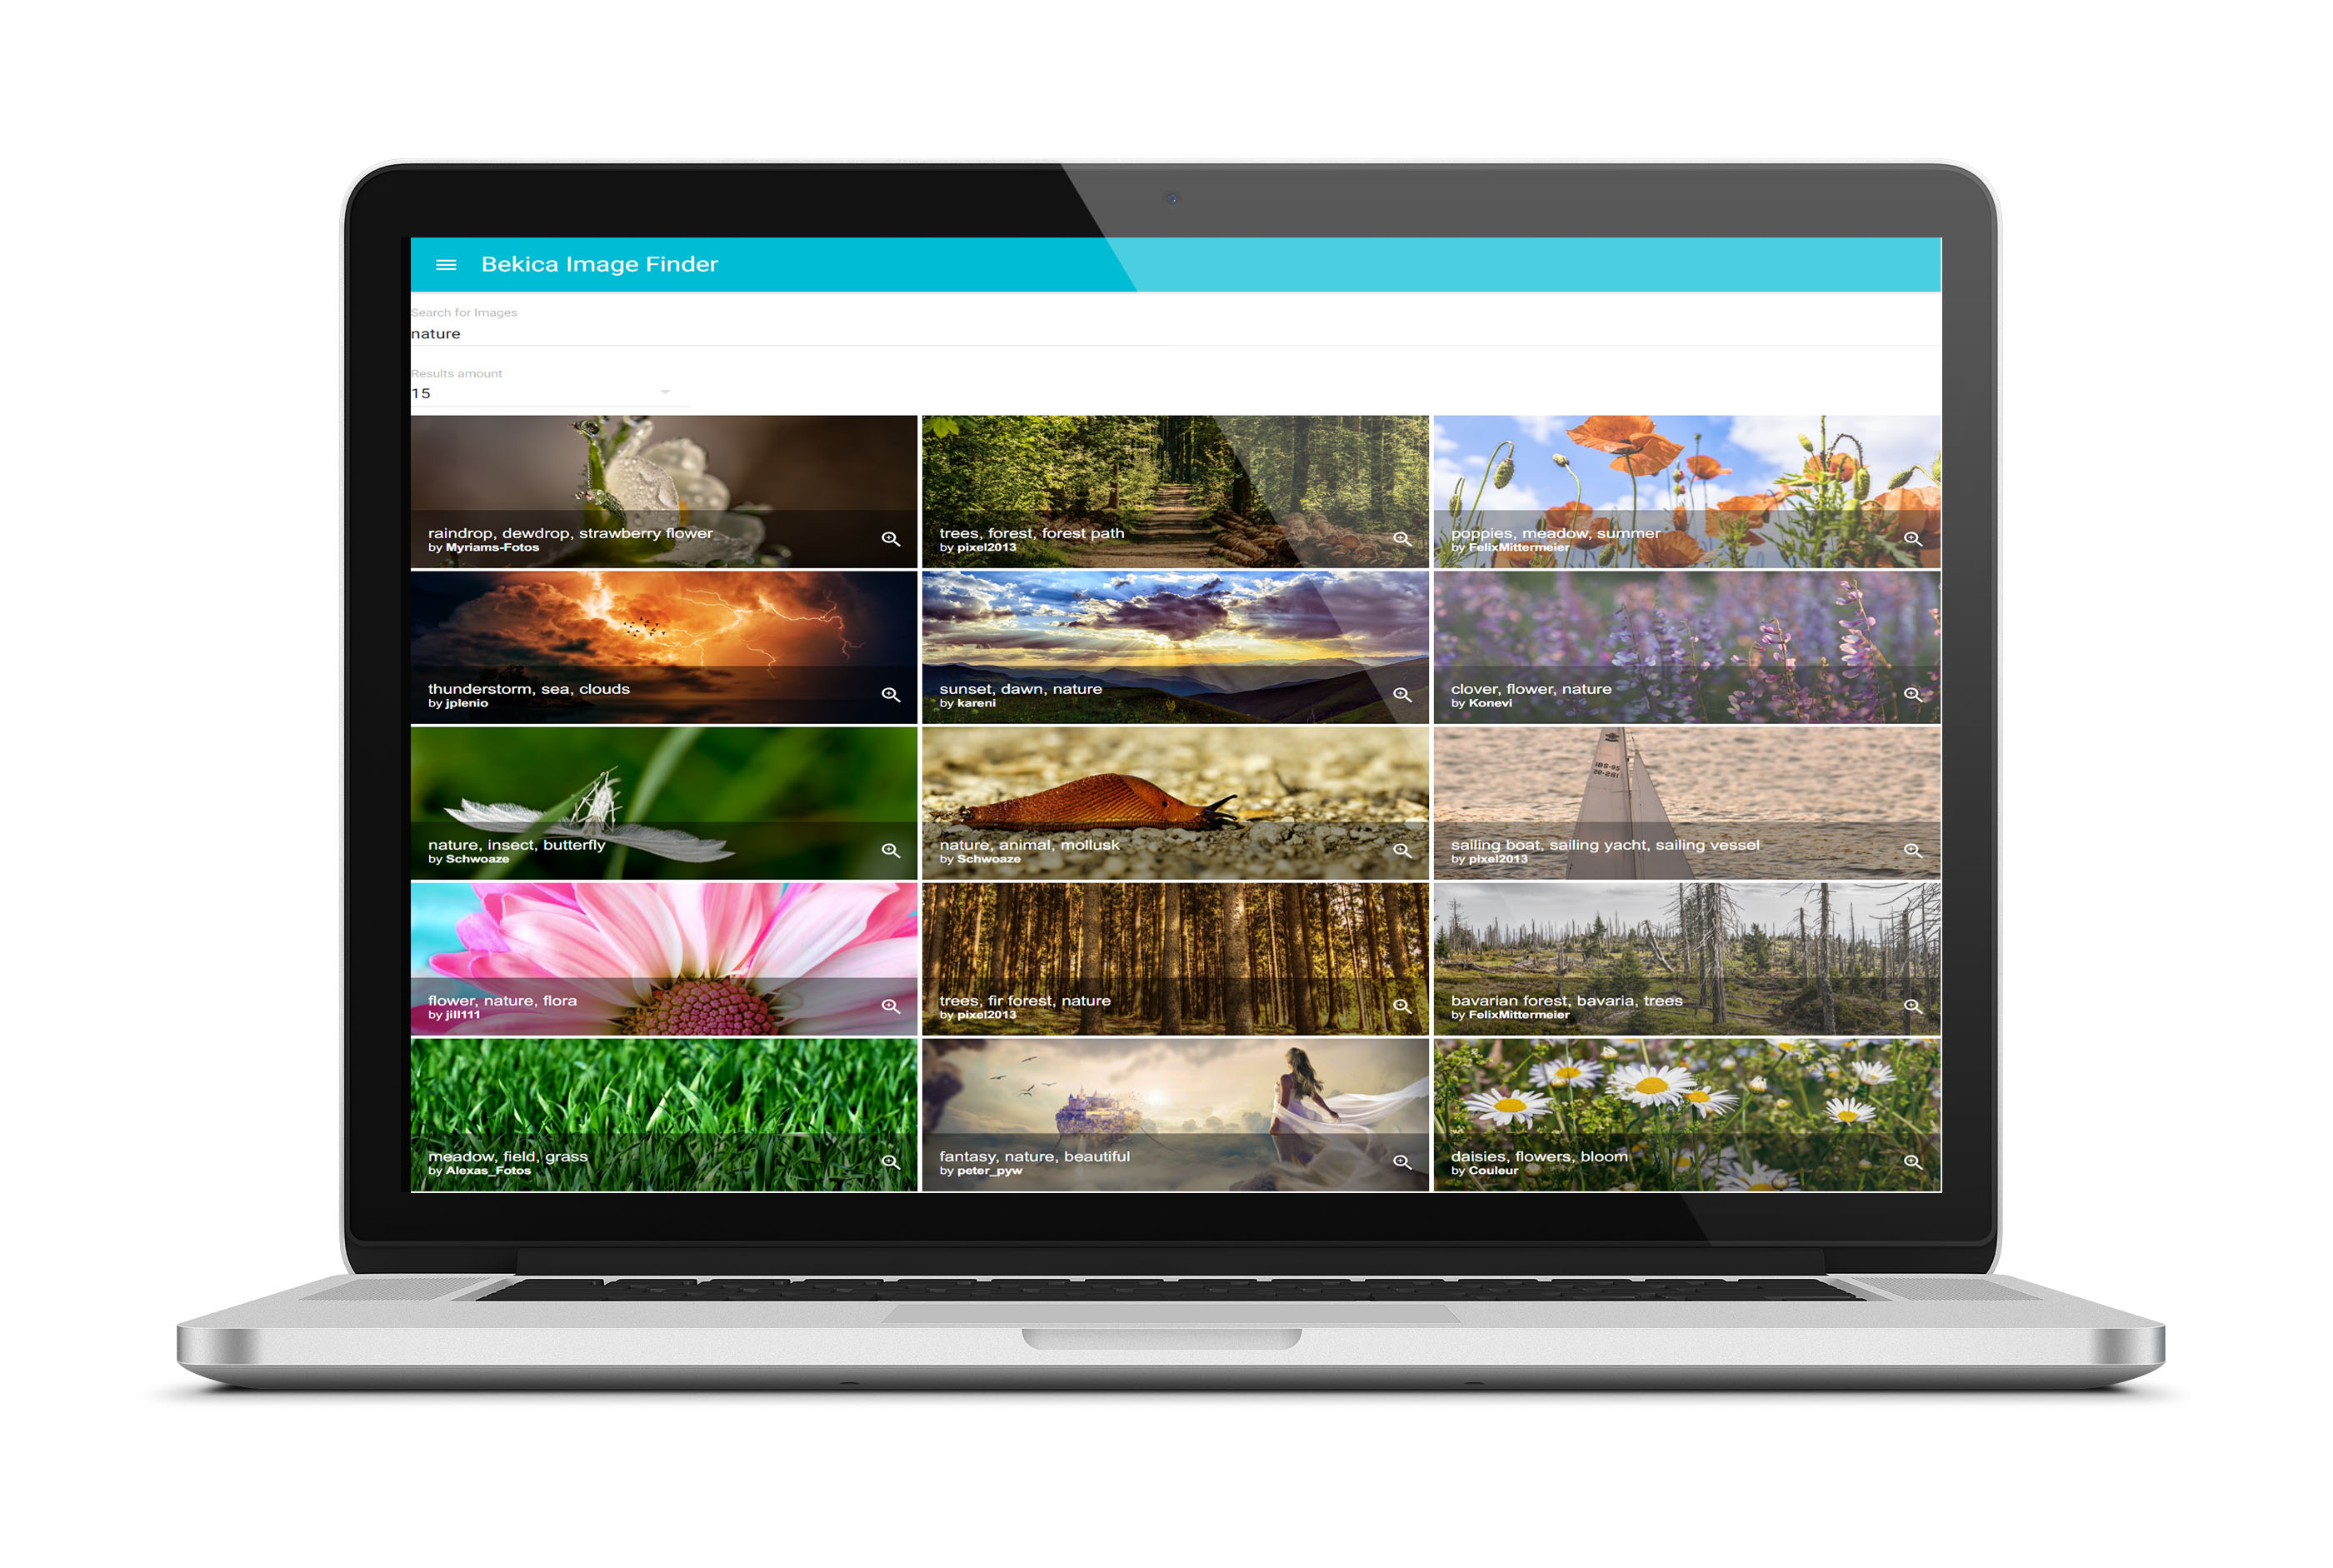 Bekica Image Finder
Search for Images
nature
Results amount
15
raindrop, dewdrop, strawberry flower
by Myriams-Fotos
trees, forest, forest path
by pixel2013
poppies, meadow, summer
by FelixMittermeier
thunderstorm, sea, clouds
by jplenio
sunset, dawn, nature
by kareni
clover, flower, nature
by Konevi
nature, insect, butterfly
by Schwoaze
nature, animal, mollusk
by Schwoaze
sailing boat, sailing yacht, sailing vessel
by pixel2013
flower, nature, flora
by jill111
trees, fir forest, nature
by pixel2013
bavarian forest, bavaria, trees
by FelixMittermeier
meadow, field, grass
by Alexas_Fotos
fantasy, nature, beautiful
by peter_pyw
daisies, flowers, bloom
by Couleur